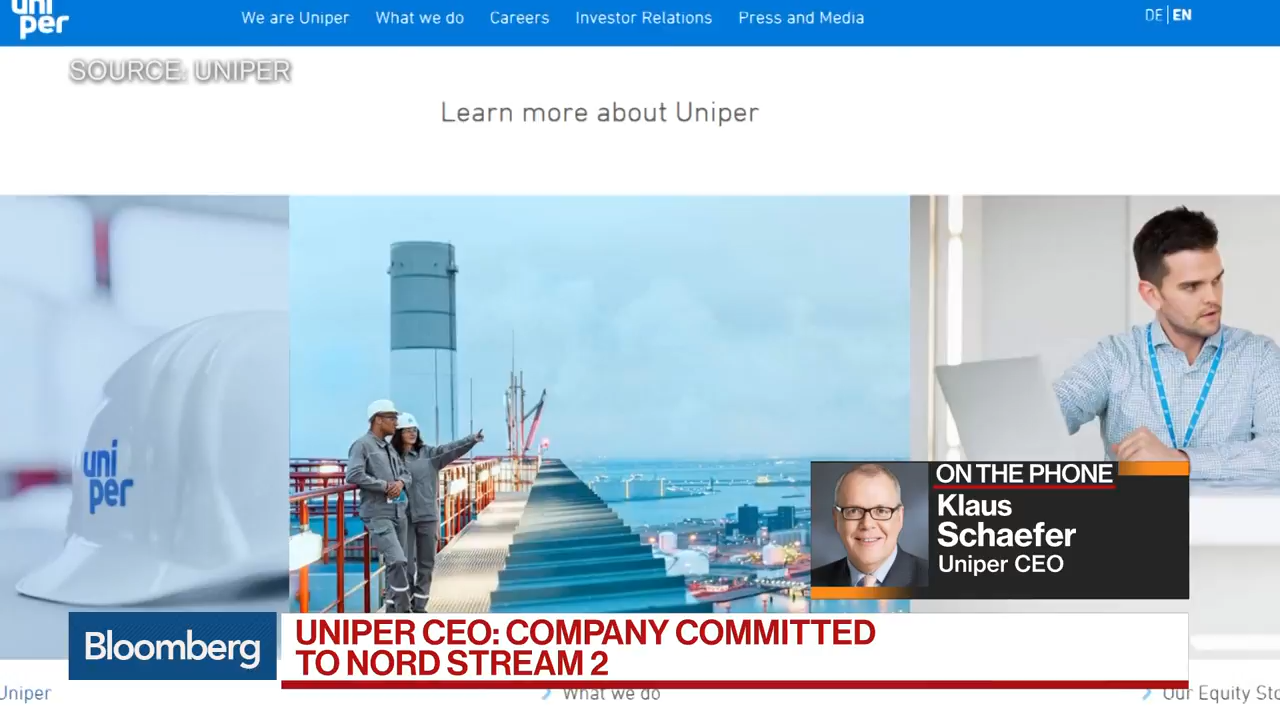 uni
per
We are Uniper What we do Careers Investor Relations Press and Media DE|EN
SOURCE: UNIPER
Learn more about Uniper
uni
per
ON THE PHONE
Klaus
Schaefer
Uniper CEO
Bloomberg
UNIPER CEO: COMPANY COMMITTED
TO NORD STREAM 2
Uniper What we do Our Equity Sto